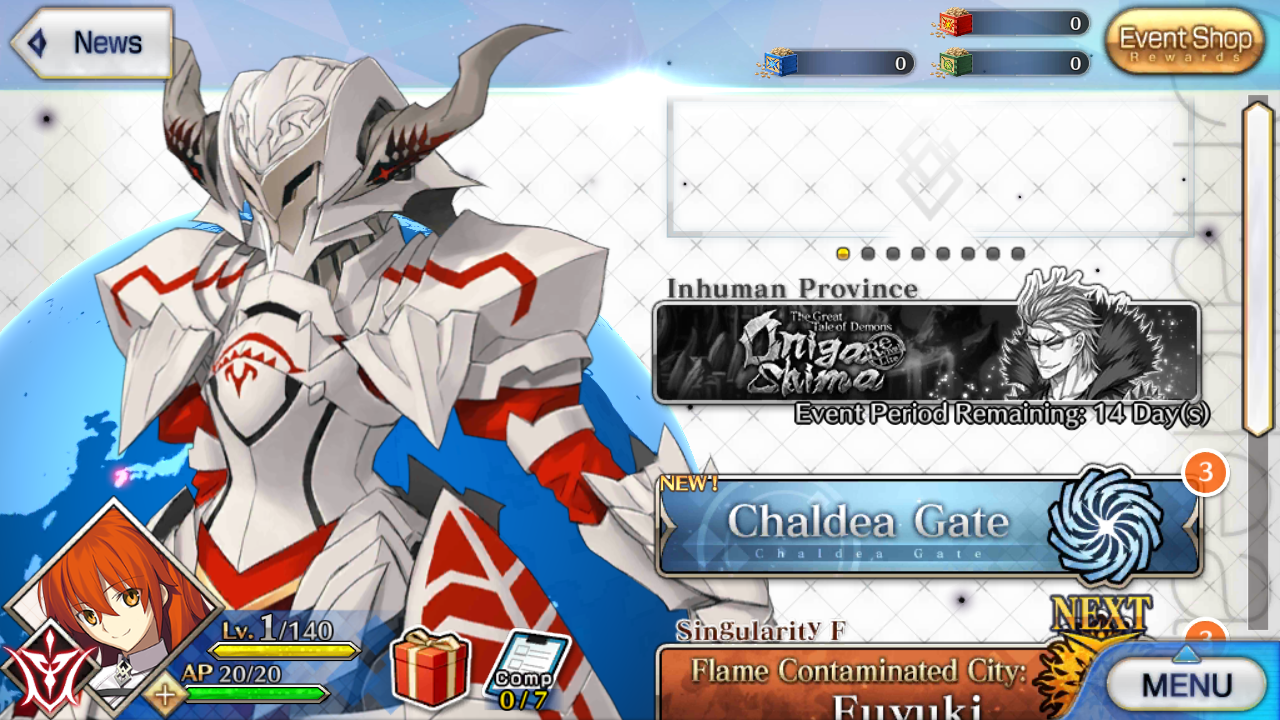 News
0
0
0
Event Shop
Rewards
Inhuman Province
The Great
Tale of Demons
Onigashima
Re
Lite
Event Period Remaining: 14 Day(s)
NEW!
3
Chaldea Gate
Chaldea Gate
NEXT
Singularity F
Flame Contaminated City:
Fuyuki
Lv. 1/140
AP 20/20
Comp
0/7
MENU